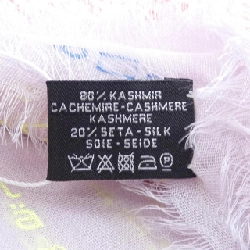 80% KASHMIR
CACHEMIRE-CASHMERE
KASHMERE
20% SETA-SILK
SOIE-SEIDE